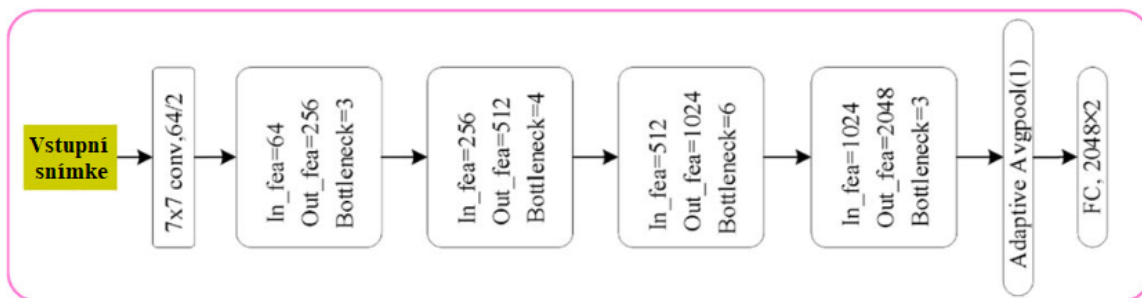 Vstupní
snímke
7x7 conv,64/2
In_fea=64
Out_fea=256
Bottleneck=3
In_fea=256
Out_fea=512
Bottleneck=4
In_fea=512
Out_fea=1024
Bottleneck=6
In_fea=1024
Out_fea=2048
Bottleneck=3
Adaptive Avgpool(1)
FC, 2048×2